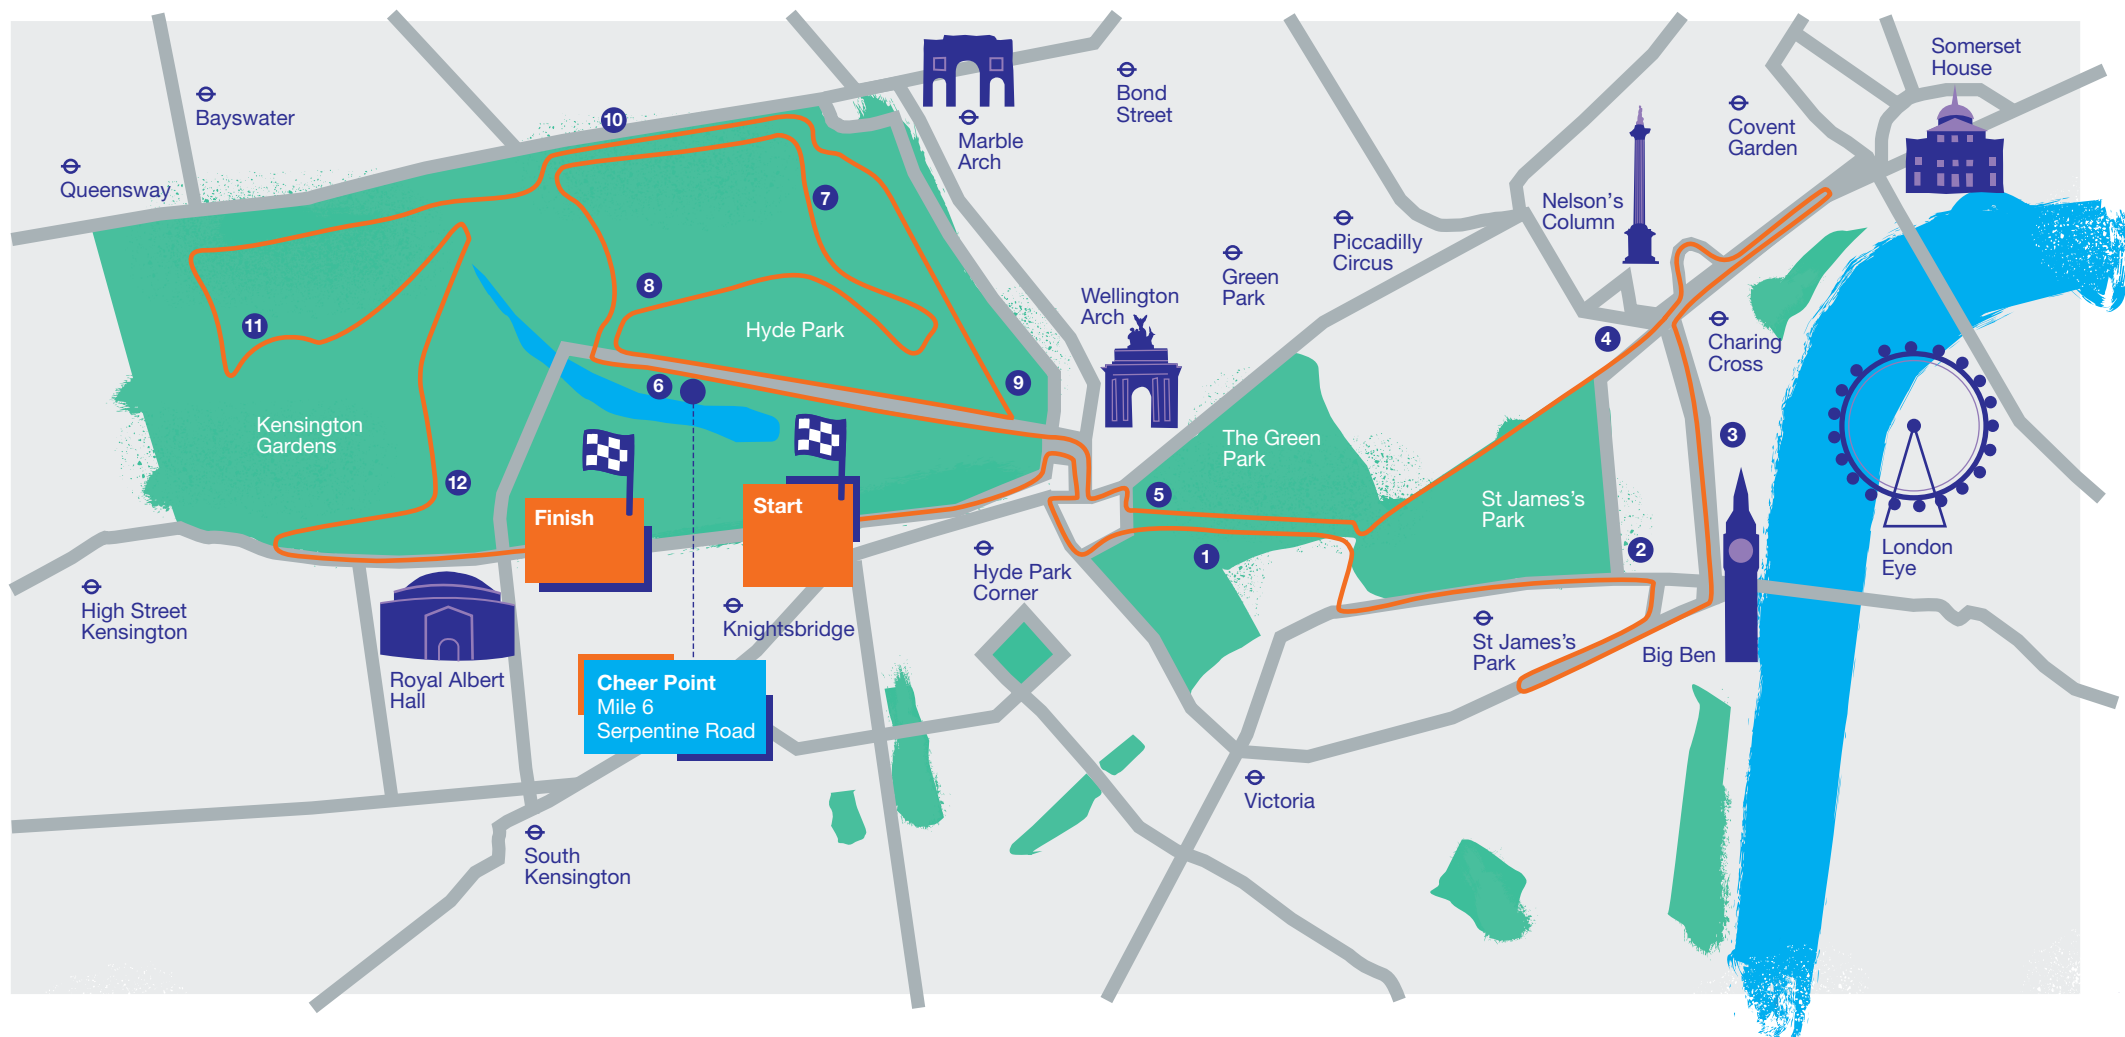 Somerset
House
Bayswater
10
Bond
Street
Marble
Arch
Covent
Garden
Queensway
7
Nelson's
Column
Piccadilly
Circus
Green
Park
8
Wellington
Arch
11
Hyde Park
4
Charing
Cross
6
9
Kensington
Gardens
The Green
Park
3
12
5
St James's
Park
Finish
Start
1
2
London
Eye
Hyde Park
Corner
High Street
Kensington
Knightsbridge
St James's
Park
Big Ben
Royal Albert
Hall
Cheer Point
Mile 6
Serpentine Road
Victoria
South
Kensington